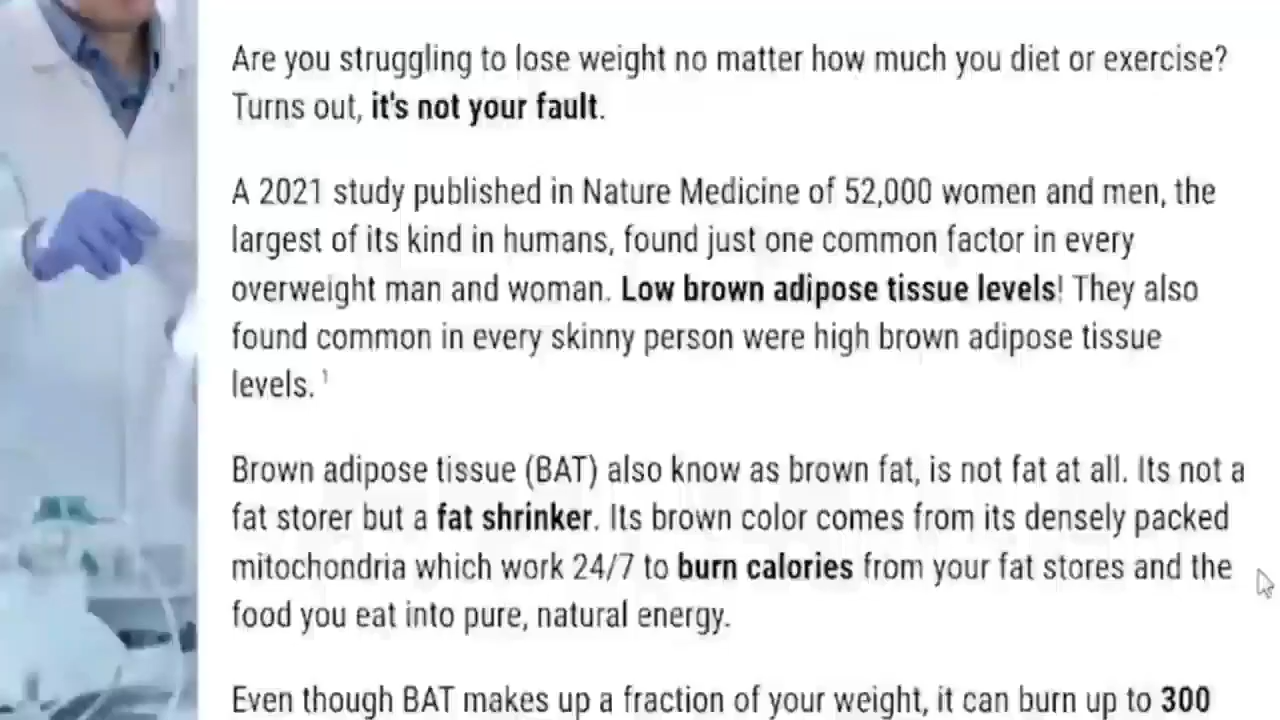 Are you struggling to lose weight no matter how much you diet or exercise?
Turns out, it's not your fault.
A 2021 study published in Nature Medicine of 52,000 women and men, the
largest of its kind in humans, found just one common factor in every
overweight man and woman. Low brown adipose tissue levels! They also
found common in every skinny person were high brown adipose tissue
levels. ¹
Brown adipose tissue (BAT) also know as brown fat, is not fat at all. Its not a
fat storer but a fat shrinker. Its brown color comes from its densely packed
mitochondria which work 24/7 to burn calories from your fat stores and the
food you eat into pure, natural energy.
Even though BAT makes up a fraction of your weight, it can burn up to 300